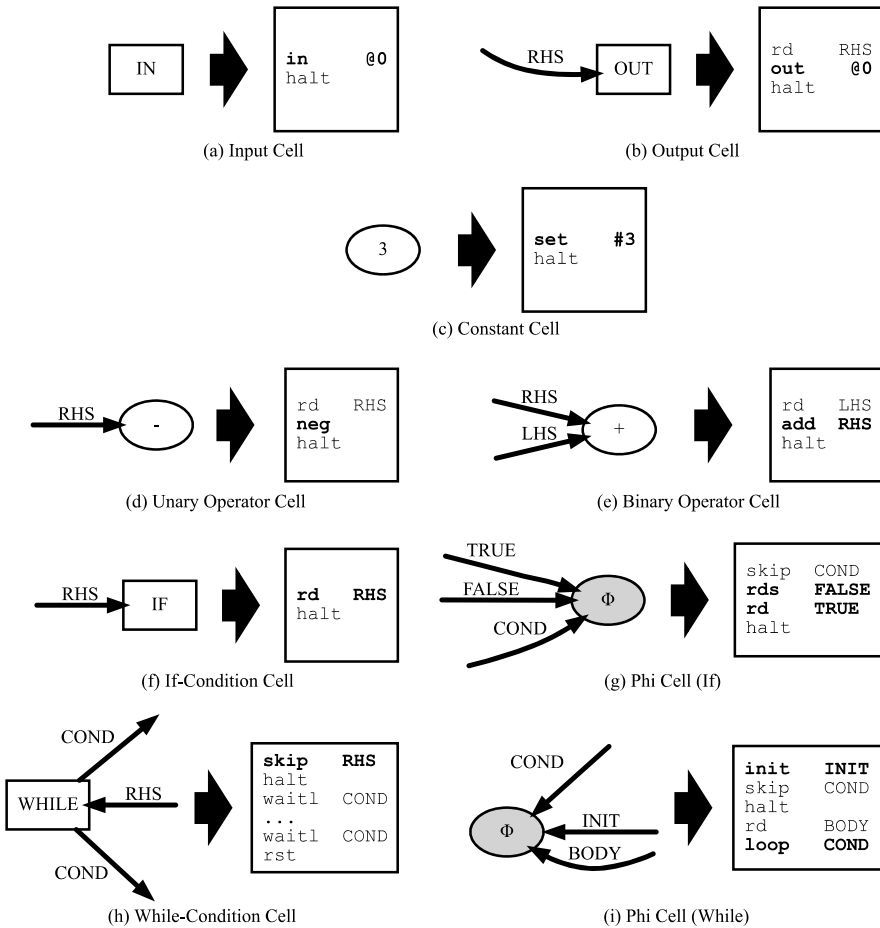 IN
in @0
halt
(a) Input Cell
RHS
OUT
rd RHS
out @0
halt
(b) Output Cell
3
set #3
halt
(c) Constant Cell
RHS
-
rd RHS
neg
halt
(d) Unary Operator Cell
RHS
LHS
+
rd LHS
add RHS
halt
(e) Binary Operator Cell
RHS
IF
rd RHS
halt
(f) If-Condition Cell
TRUE
FALSE
COND
Φ
skip COND
rds FALSE
rd TRUE
halt
(g) Phi Cell (If)
COND
WHILE
RHS
COND
skip RHS
halt
waitl COND
...
waitl COND
rst
(h) While-Condition Cell
COND
Φ
INIT
BODY
init INIT
skip COND
halt
rd BODY
loop COND
(i) Phi Cell (While)